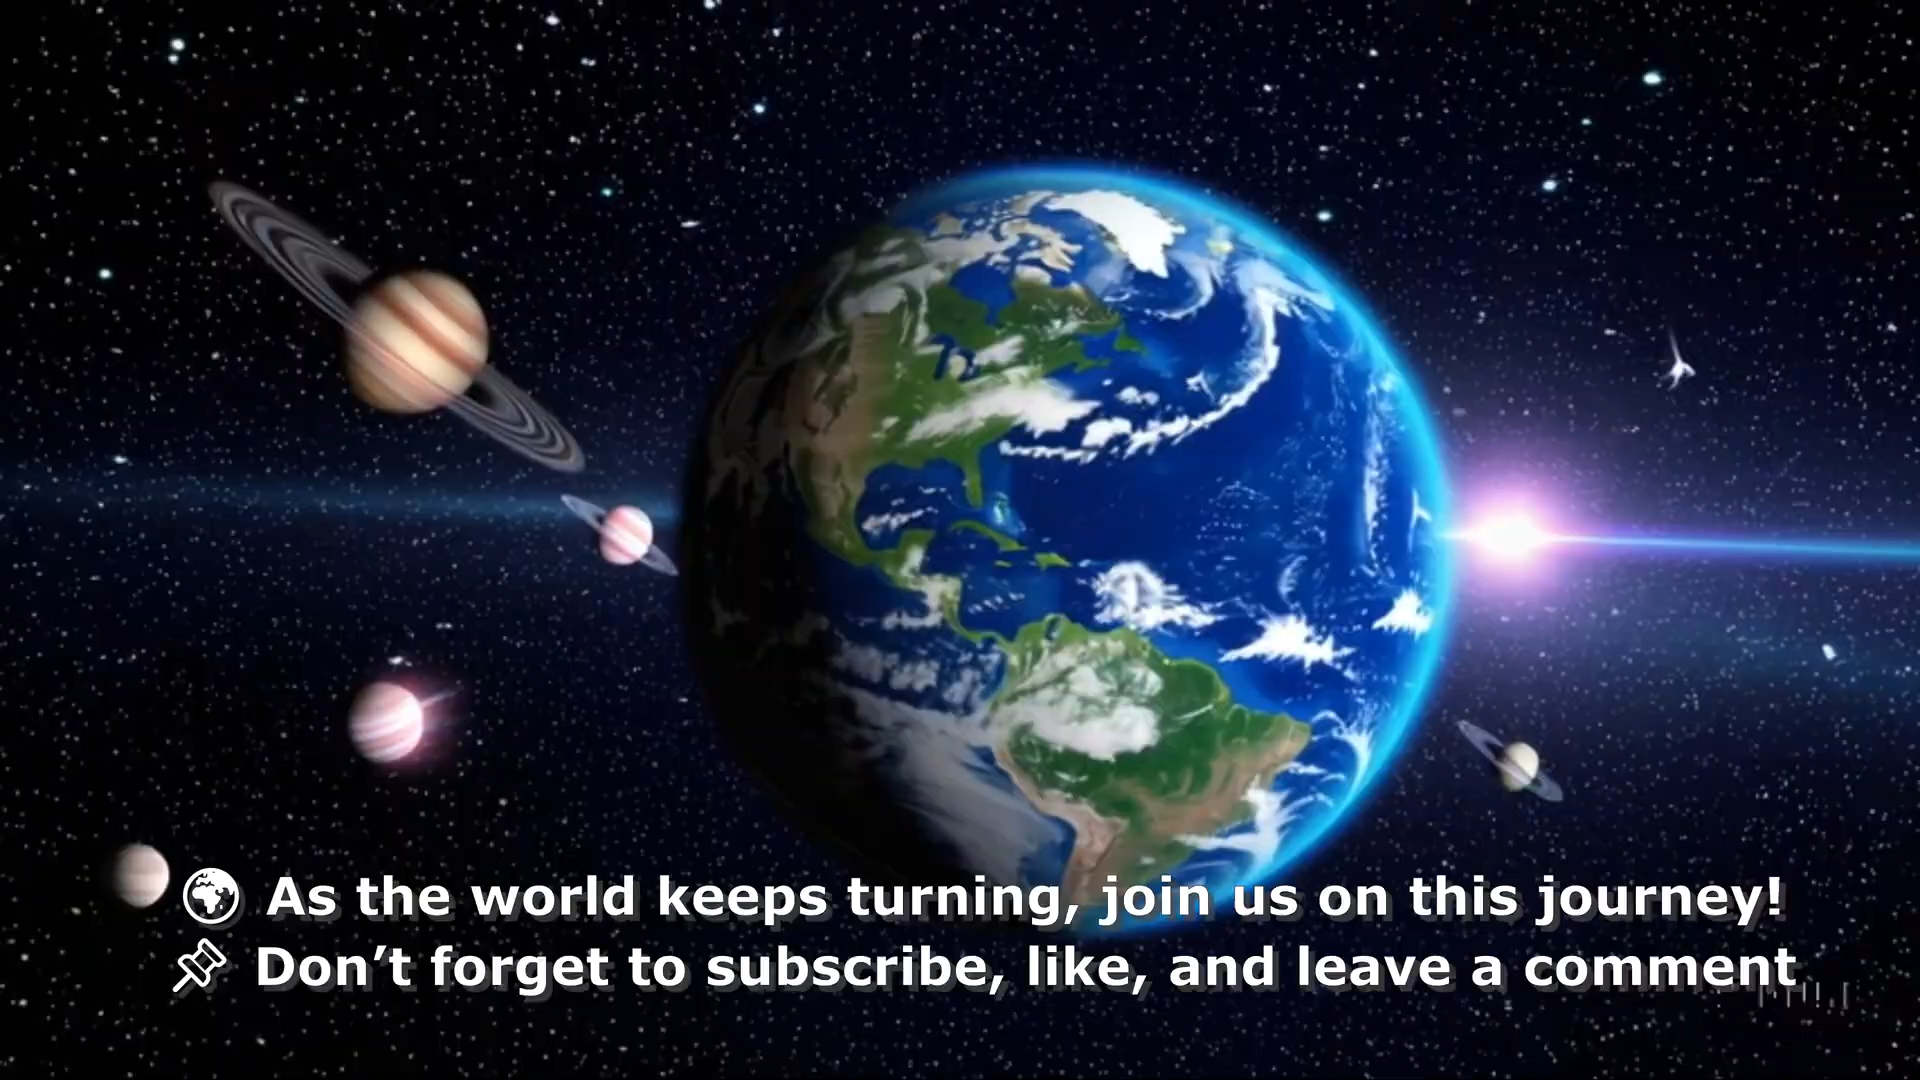 🌍 As the world keeps turning, join us on this journey!
📌 Don’t forget to subscribe, like, and leave a comment